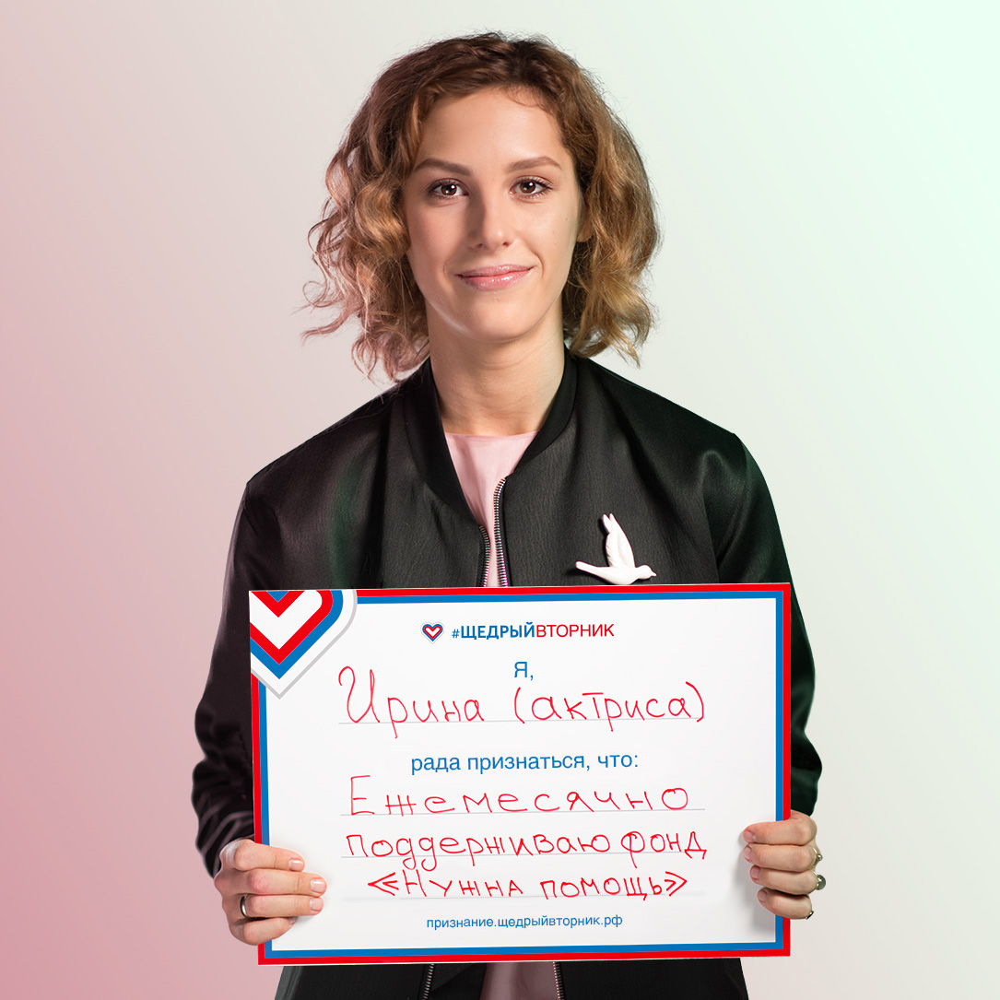 #ЩЕДРЫЙВТОРНИК
Я,
Ирина (актриса)
рада признаться, что:
Ежемесячно
поддерживаю фонд
«Нужна помощь»
признание.щедрыйвторник.рф